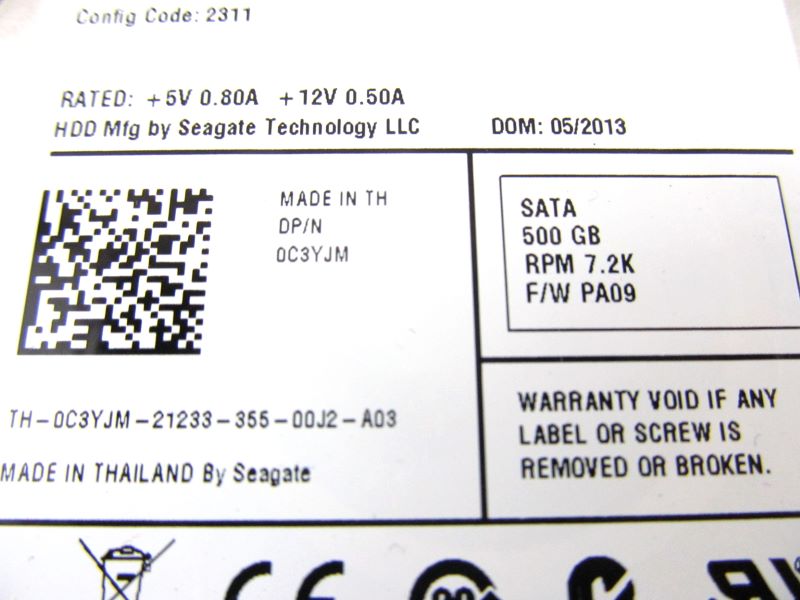 Config Code: 2311
RATED: +5V 0.80A +12V 0.50A
HDD Mfg by Seagate Technology LLC
DOM: 05/2013
MADE IN TH
DP/N
0C3YJM
SATA
500 GB
RPM 7.2K
F/W PA09
TH-0C3YJM-21233-355-00J2-A03
MADE IN THAILAND By Seagate
WARRANTY VOID IF ANY
LABEL OR SCREW IS
REMOVED OR BROKEN.
CE